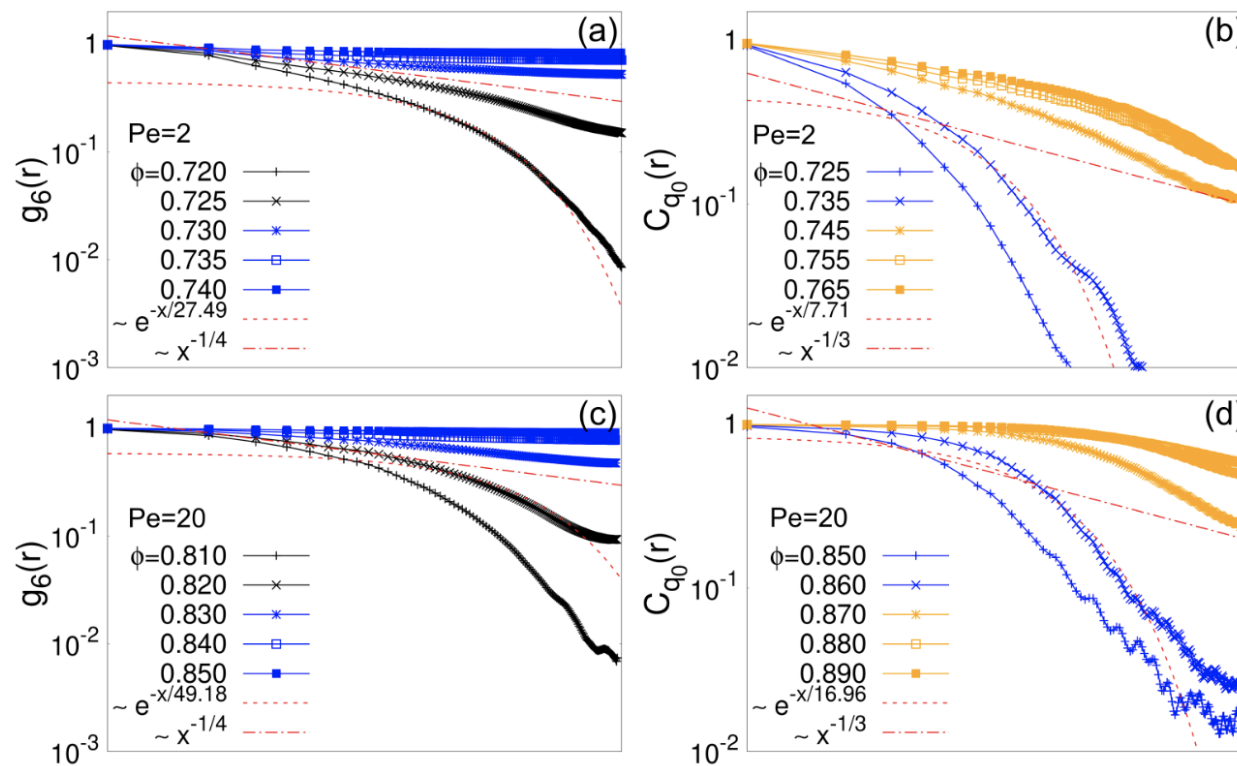 (a)
1
10^-1
10^-2
10^-3
g6(r)
Pe=2
ϕ=0.720
0.725
0.730
0.735
0.740
~ e^-x/27.49
~ x^-1/4
(b)
1
10^-1
10^-2
Cq0(r)
Pe=2
ϕ=0.725
0.735
0.745
0.755
0.765
~ e^-x/7.71
~ x^-1/3
(c)
1
10^-1
10^-2
10^-3
g6(r)
Pe=20
ϕ=0.810
0.820
0.830
0.840
0.850
~ e^-x/49.18
~ x^-1/4
(d)
1
10^-1
10^-2
Cq0(r)
Pe=20
ϕ=0.850
0.860
0.870
0.880
0.890
~ e^-x/16.96
~ x^-1/3